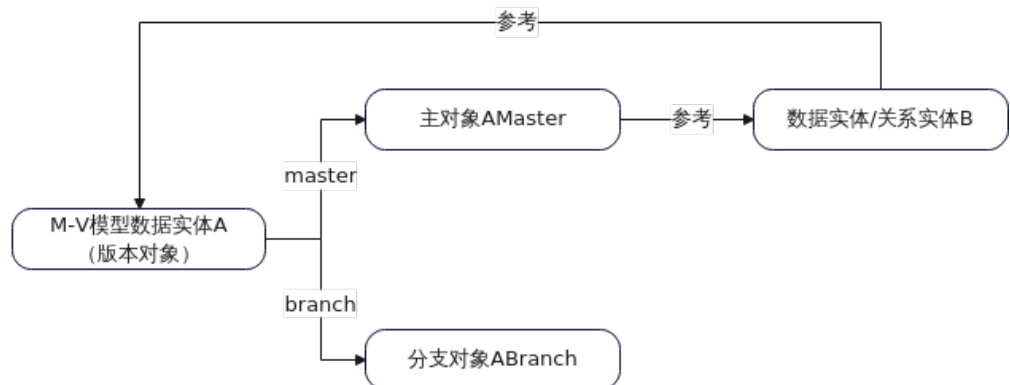 参考
主对象AMaster
参考
数据实体/关系实体B
master
M-V模型数据实体A
（版本对象）
branch
分支对象ABranch